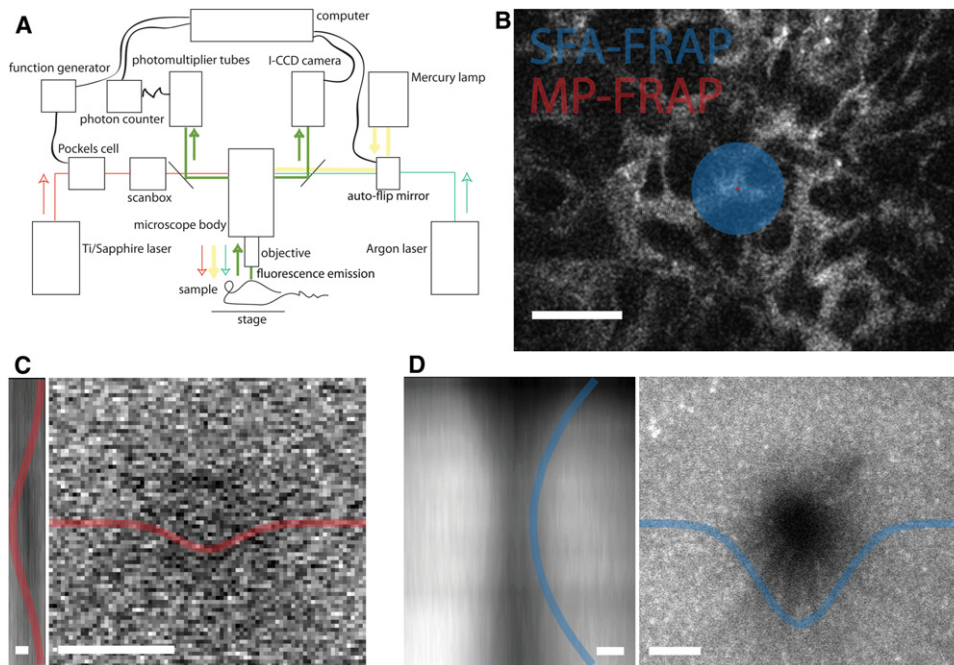 A
computer
function generator
photomultiplier tubes
I-CCD camera
Mercury lamp
photon counter
Pockels cell
scanbox
auto-flip mirror
microscope body
Ti/Sapphire laser
objective
Argon laser
fluorescence emission
sample
stage
B
SFA-FRAP
MP-FRAP
C
D